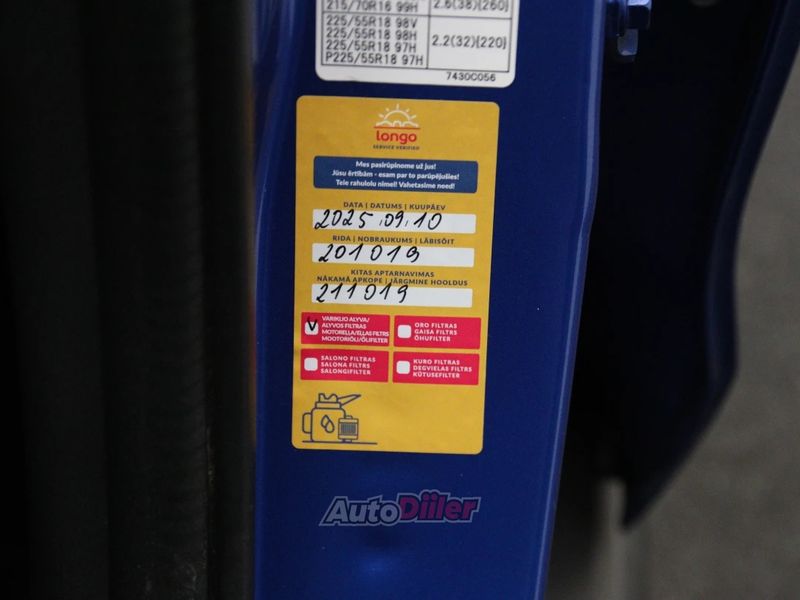 215/70R16 99H 2.6(38){260}
225/55R18 98V
225/55R18 98H
225/55R18 97H
P225/55R18 97H
2.2(32){220}
7430C056
longo
SERVICE VERIFIED
Mes pasirūpinome už jus!
Jūsu ērtībām - esam par to parūpējušies!
Teie rahulolu nimel! Vahetasime need!
DATA | DATUMS | KUUPÄEV
2025.09.10
RIDA | NOBRAUKUMS | LÄBISÕIT
201019
KITAS APTARNAVIMAS
NĀKAMĀ APKOPE | JÄRGMINE HOOLDUS
211019
V
VARIKLIO ALYVA/
ALYVOS FILTRAS
MOTOREĻĻA/EĻĻAS FILTRS
MOOTORIÕLI/ÕLIFILTER
ORO FILTRAS
GAISA FILTRS
ÕHUFILTER
SALONO FILTRAS
SALONA FILTRS
SALONGIFILTER
KURO FILTRAS
DEGVIELAS FILTRS
KÜTUSEFILTER
AutoDiiler